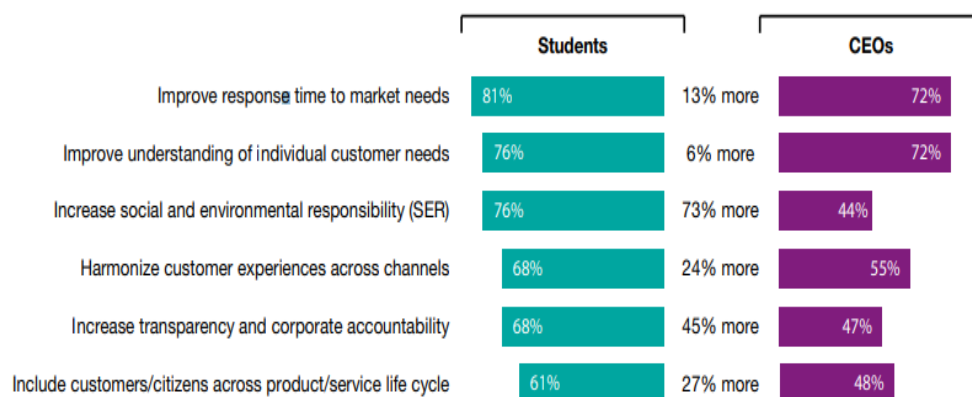 Students CEOs
Improve response time to market needs 81% 13% more 72%
Improve understanding of individual customer needs 76% 6% more 72%
Increase social and environmental responsibility (SER) 76% 73% more 44%
Harmonize customer experiences across channels 68% 24% more 55%
Increase transparency and corporate accountability 68% 45% more 47%
Include customers/citizens across product/service life cycle 61% 27% more 48%